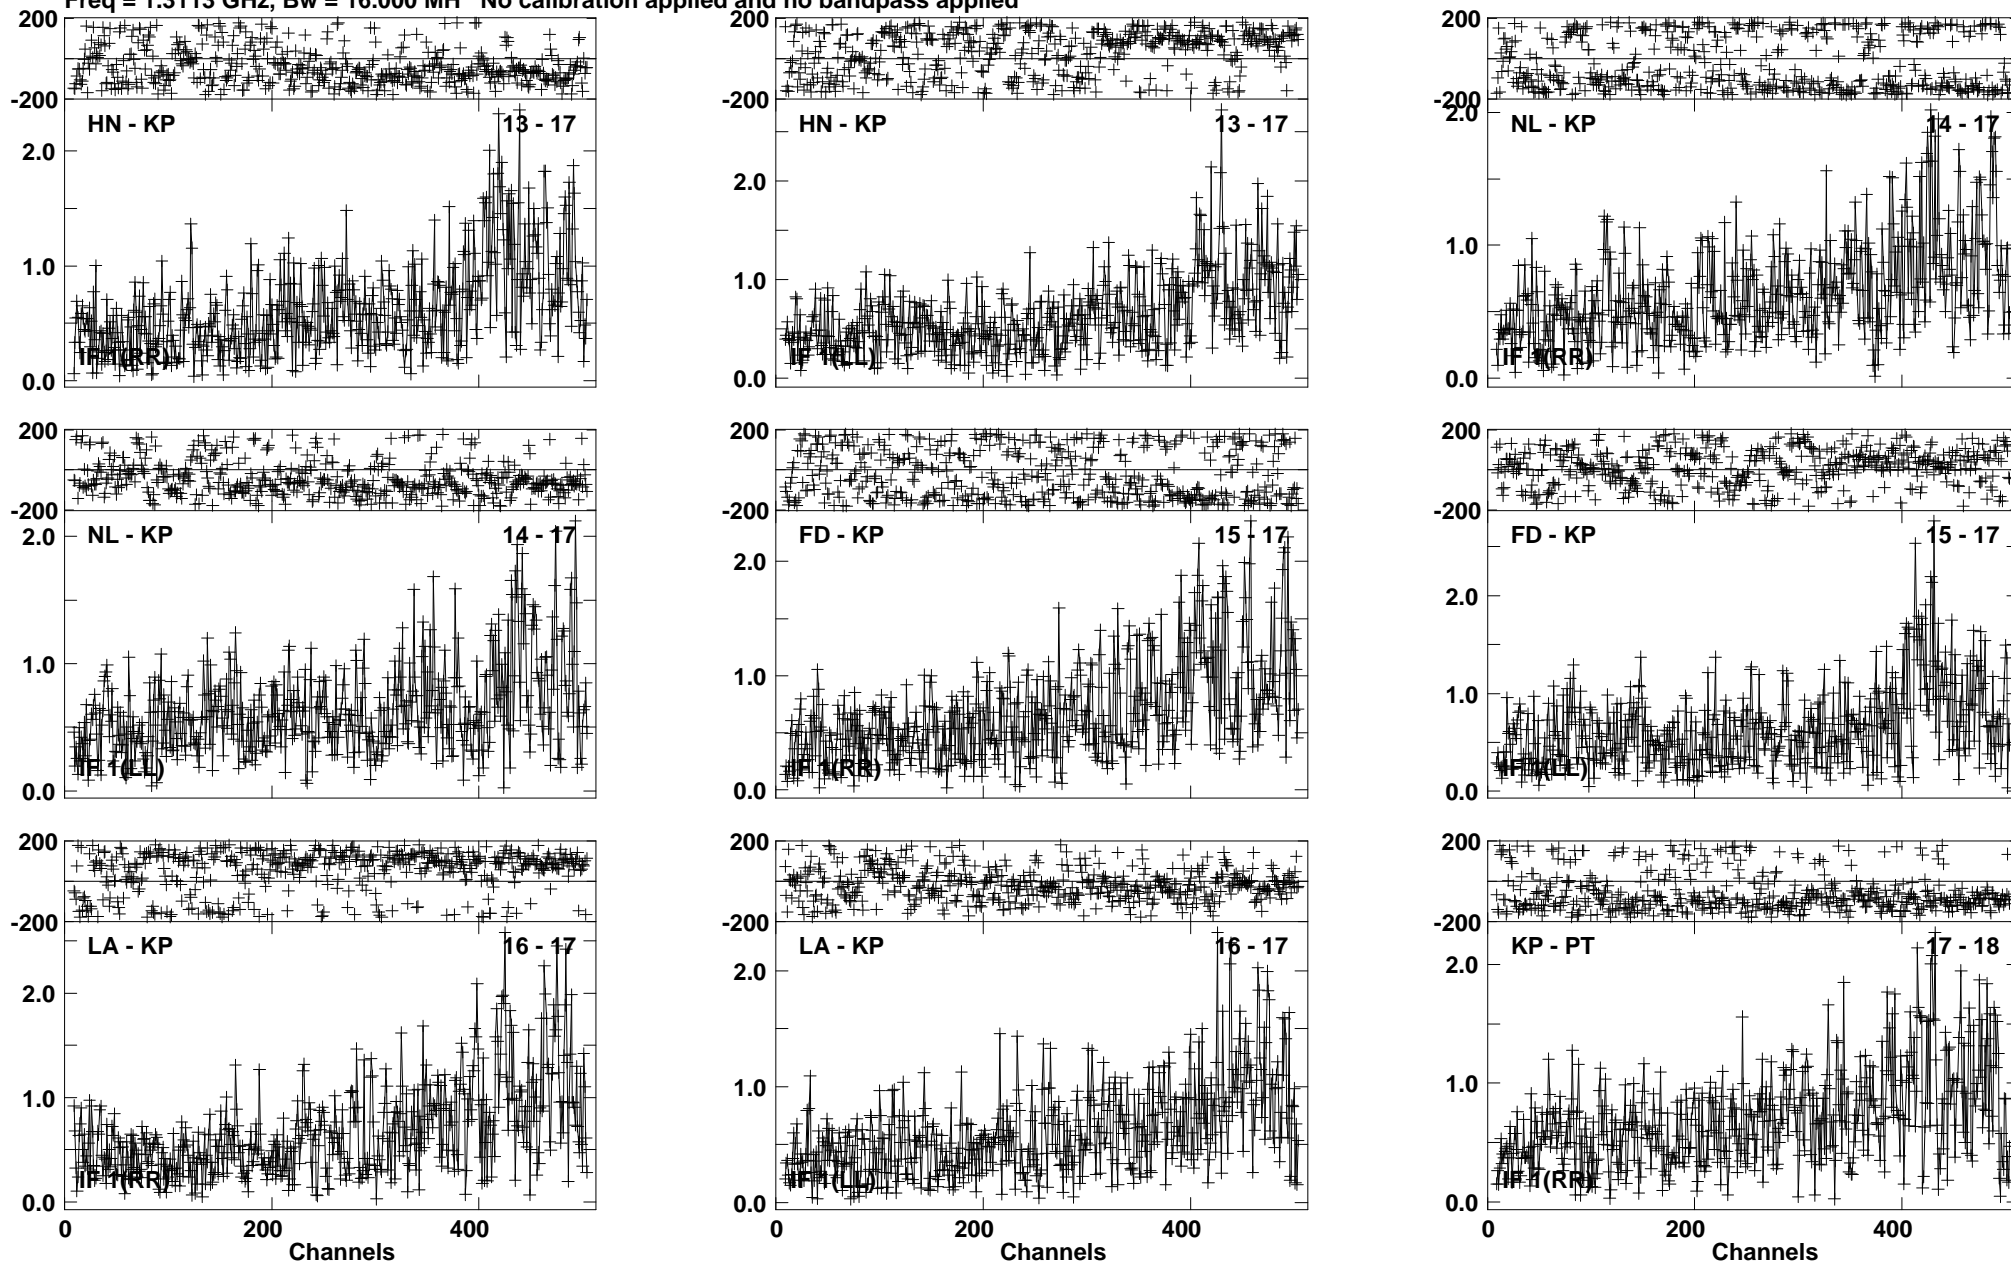 Freq = 1.3113 GHz, Bw = 16.000 MH No calibration applied and no bandpass applied
200
-200
HN - KP 13 - 17
2.0
1.0
IF 1(RR)
0.0
200
-200
HN - KP 13 - 17
2.0
1.0
IF 1(LL)
0.0
200
-200
2.0
NL - KP 14 - 17
1.0
IF 1(RR)
0.0
200
-200
NL - KP 14 - 17
2.0
1.0
IF 1(LL)
0.0
200
-200
FD - KP 15 - 17
2.0
1.0
IF 1(RR)
0.0
200
-200
FD - KP 15 - 17
2.0
1.0
IF 1(LL)
0.0
200
-200
LA - KP 16 - 17
2.0
1.0
IF 1(RR)
0.0
0 200 400
Channels
200
-200
LA - KP 16 - 17
2.0
1.0
IF 1(LL)
0.0
0 200 400
Channels
200
-200
KP - PT 17 - 18
2.0
1.0
IF 1(RR)
0.0
0 200 400
Channels